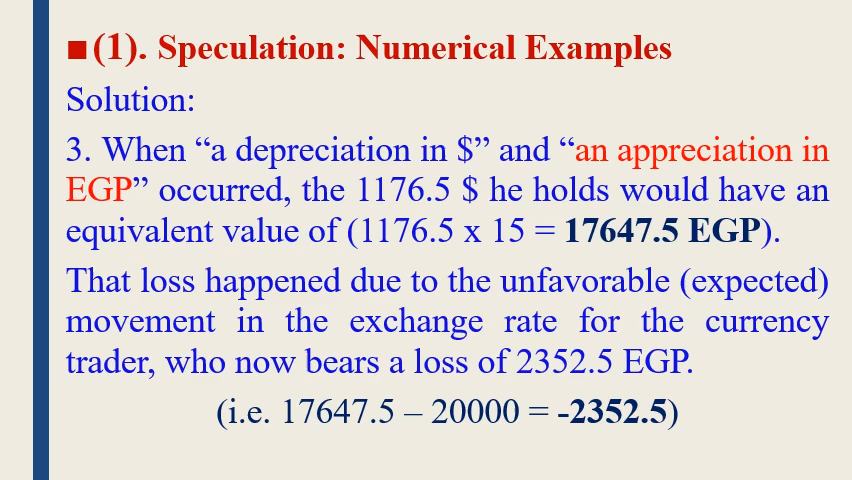 ■(1). Speculation: Numerical Examples
Solution:
3. When “a depreciation in $” and “an appreciation in
EGP” occurred, the 1176.5 $ he holds would have an
equivalent value of (1176.5 x 15 = 17647.5 EGP).
That loss happened due to the unfavorable (expected)
movement in the exchange rate for the currency
trader, who now bears a loss of 2352.5 EGP.
(i.e. 17647.5 – 20000 = -2352.5)